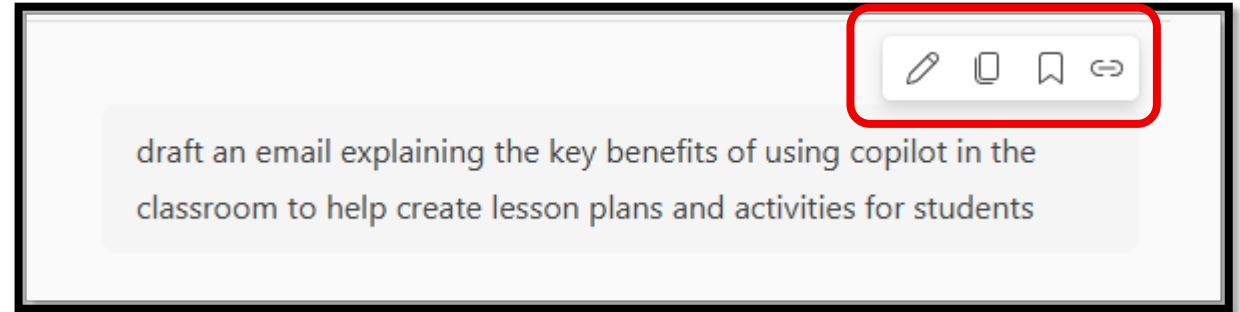 draft an email explaining the key benefits of using copilot in the
classroom to help create lesson plans and activities for students